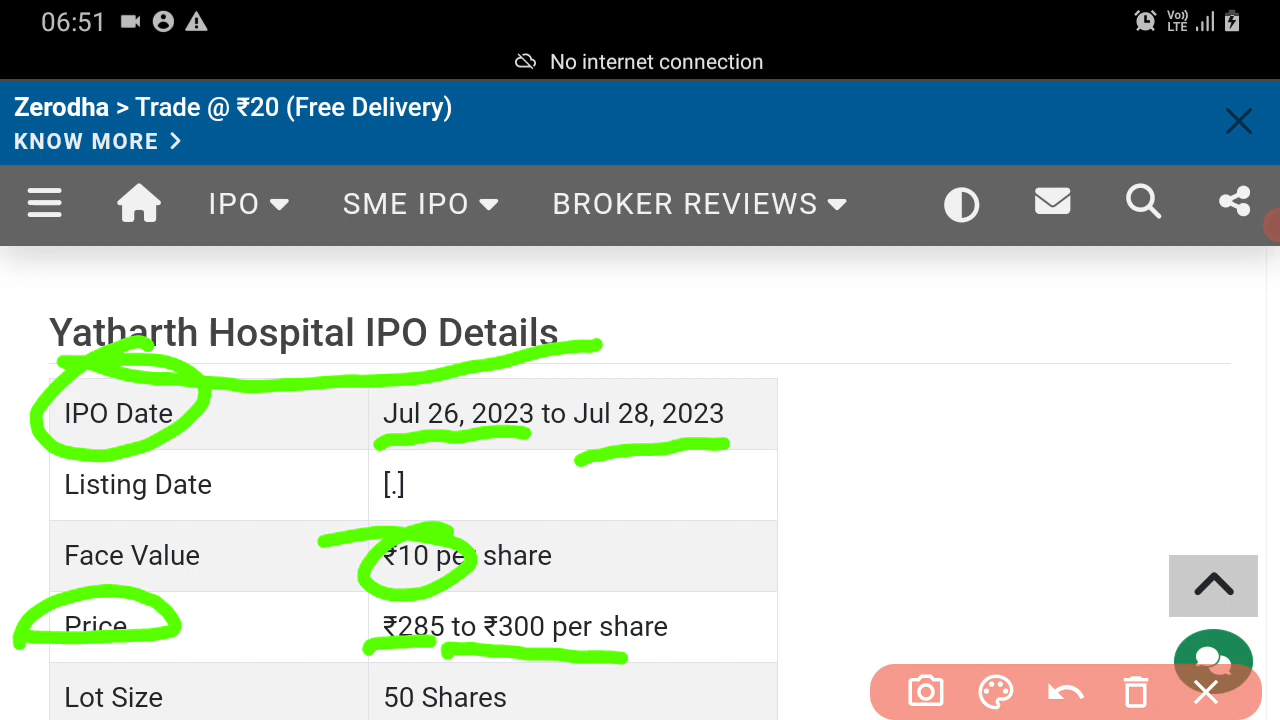 06:51 Vo)) LTE
No internet connection
Zerodha > Trade @ ₹20 (Free Delivery)
KNOW MORE
IPO SME IPO BROKER REVIEWS
Yatharth Hospital IPO Details
IPO Date Jul 26, 2023 to Jul 28, 2023
Listing Date [.]
Face Value ₹10 per share
Price ₹285 to ₹300 per share
Lot Size 50 Shares